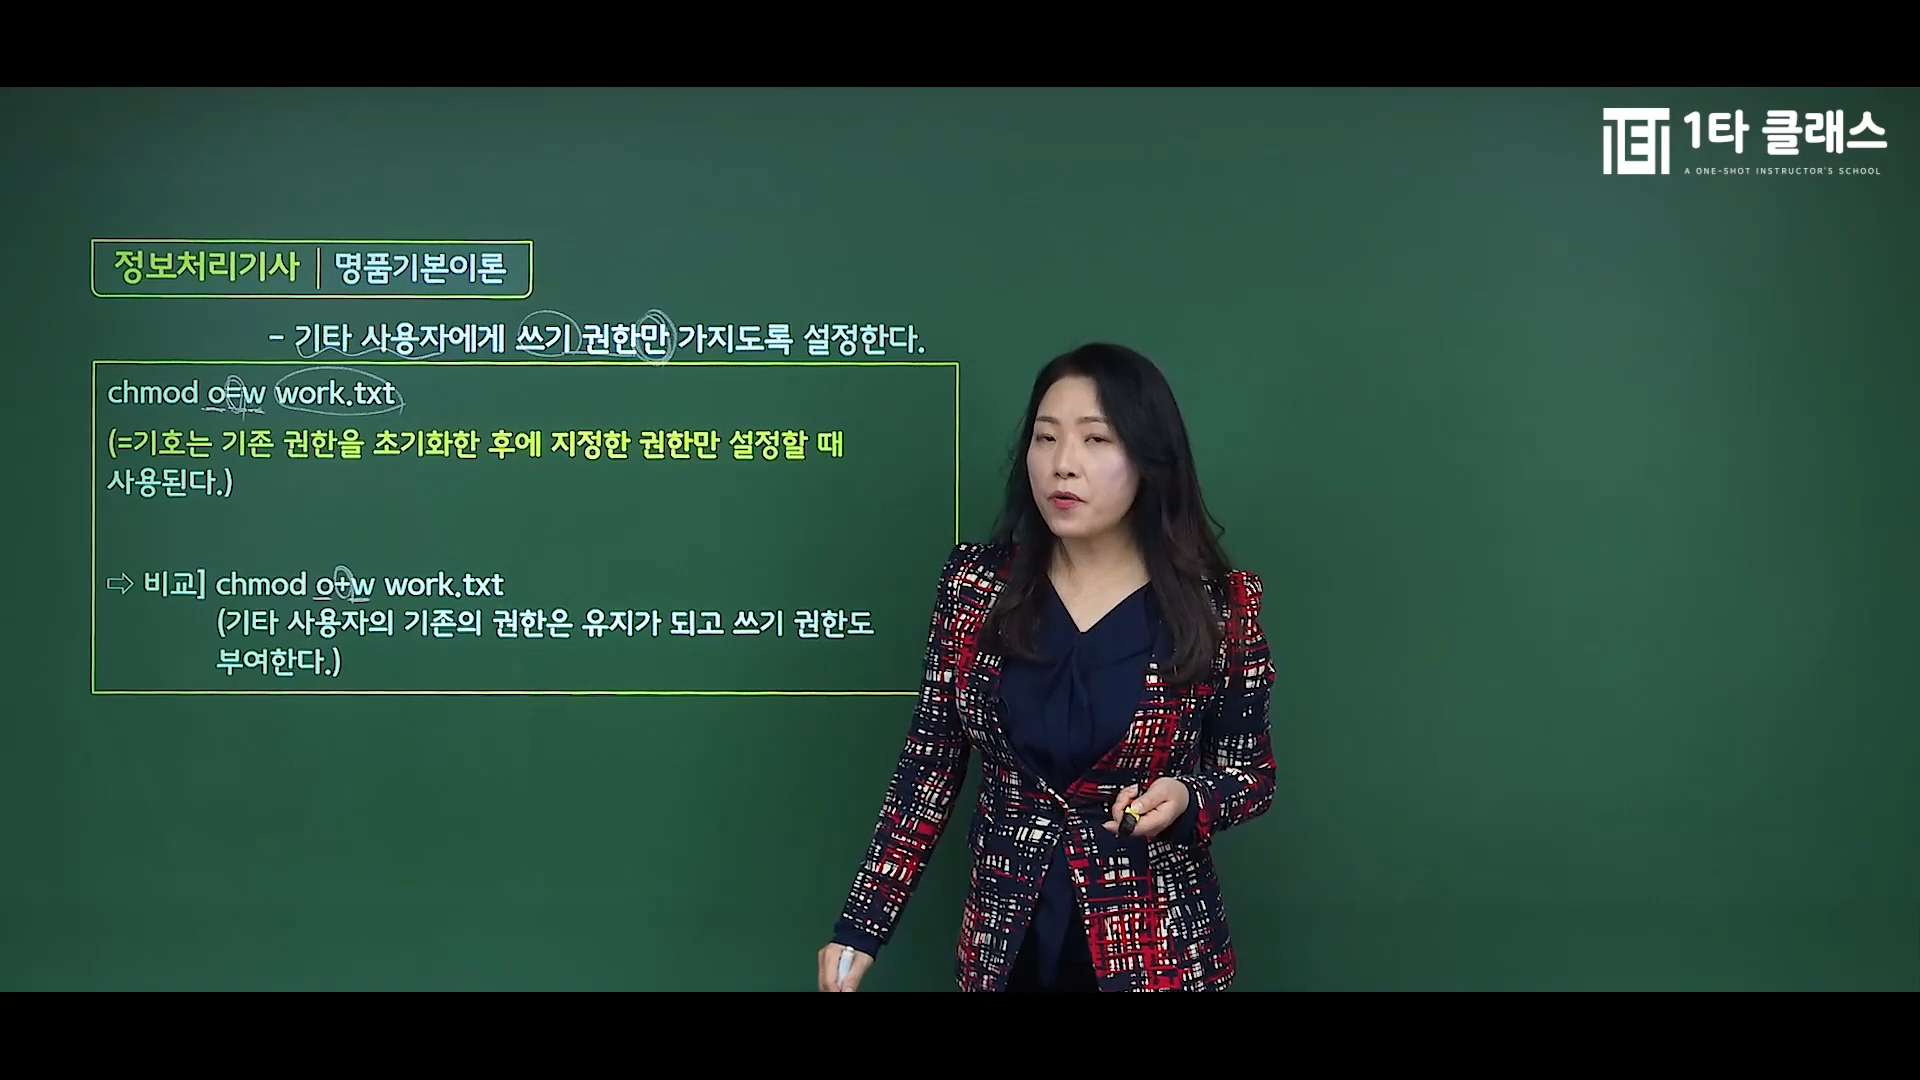 1타 클래스
A ONE-SHOT INSTRUCTOR'S SCHOOL
정보처리기사 | 명품기본이론
- 기타 사용자에게 쓰기 권한만 가지도록 설정한다.
chmod o=w work.txt
(=기호는 기존 권한을 초기화한 후에 지정한 권한만 설정할 때
사용된다.)
⇨ 비교] chmod o+w work.txt
(기타 사용자의 기존의 권한은 유지가 되고 쓰기 권한도
부여한다.)